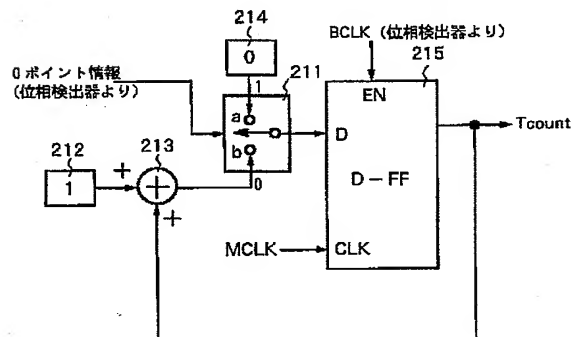 214
0
BCLK (位相検出器より)
215
0ポイント情報
(位相検出器より)
1
211
EN
a
D
Tcount
212
213
b
1
+
0
D-FF
+
MCLK
CLK